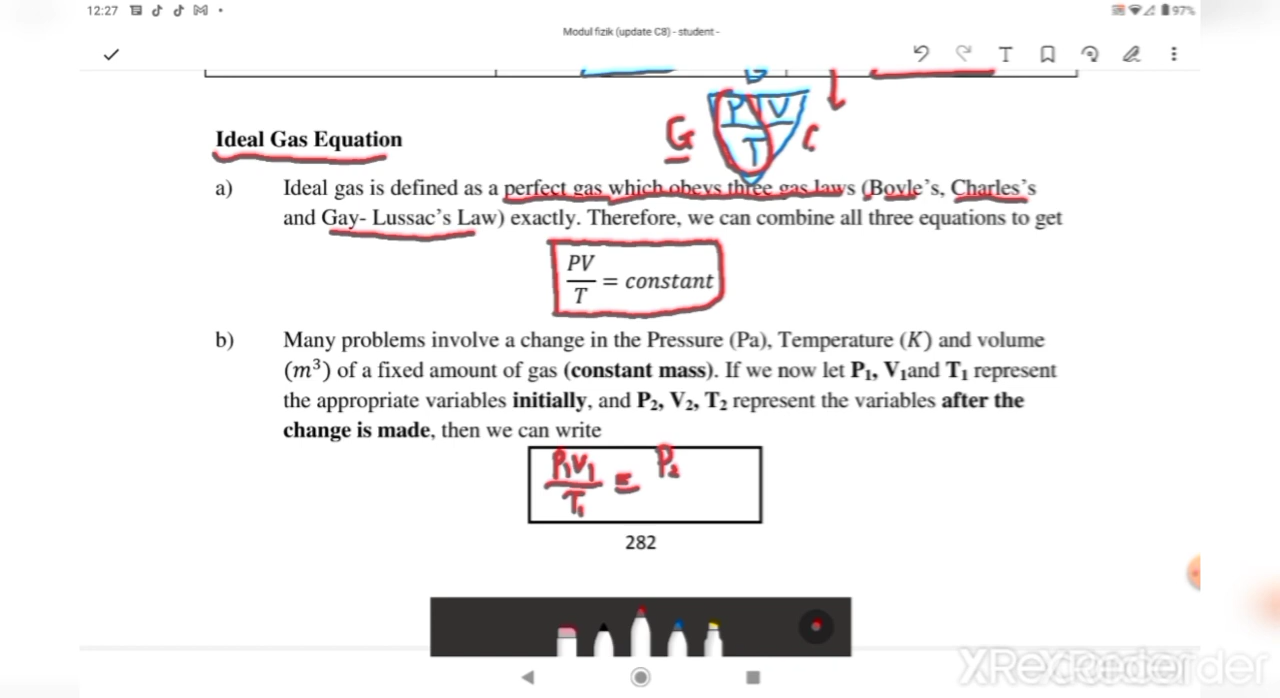 12:27
97%
Modul fizik (update C8) - student -
P V
G T C
Ideal Gas Equation
a) Ideal gas is defined as a perfect gas which obeys three gas laws (Boyle's, Charles's
and Gay- Lussac's Law) exactly. Therefore, we can combine all three equations to get
PV
T = constant
b) Many problems involve a change in the Pressure (Pa), Temperature (K) and volume
(m³) of a fixed amount of gas (constant mass). If we now let P₁, V₁and T₁ represent
the appropriate variables initially, and P₂, V₂, T₂ represent the variables after the
change is made, then we can write
P₁V₁ = P₂
T₁
282